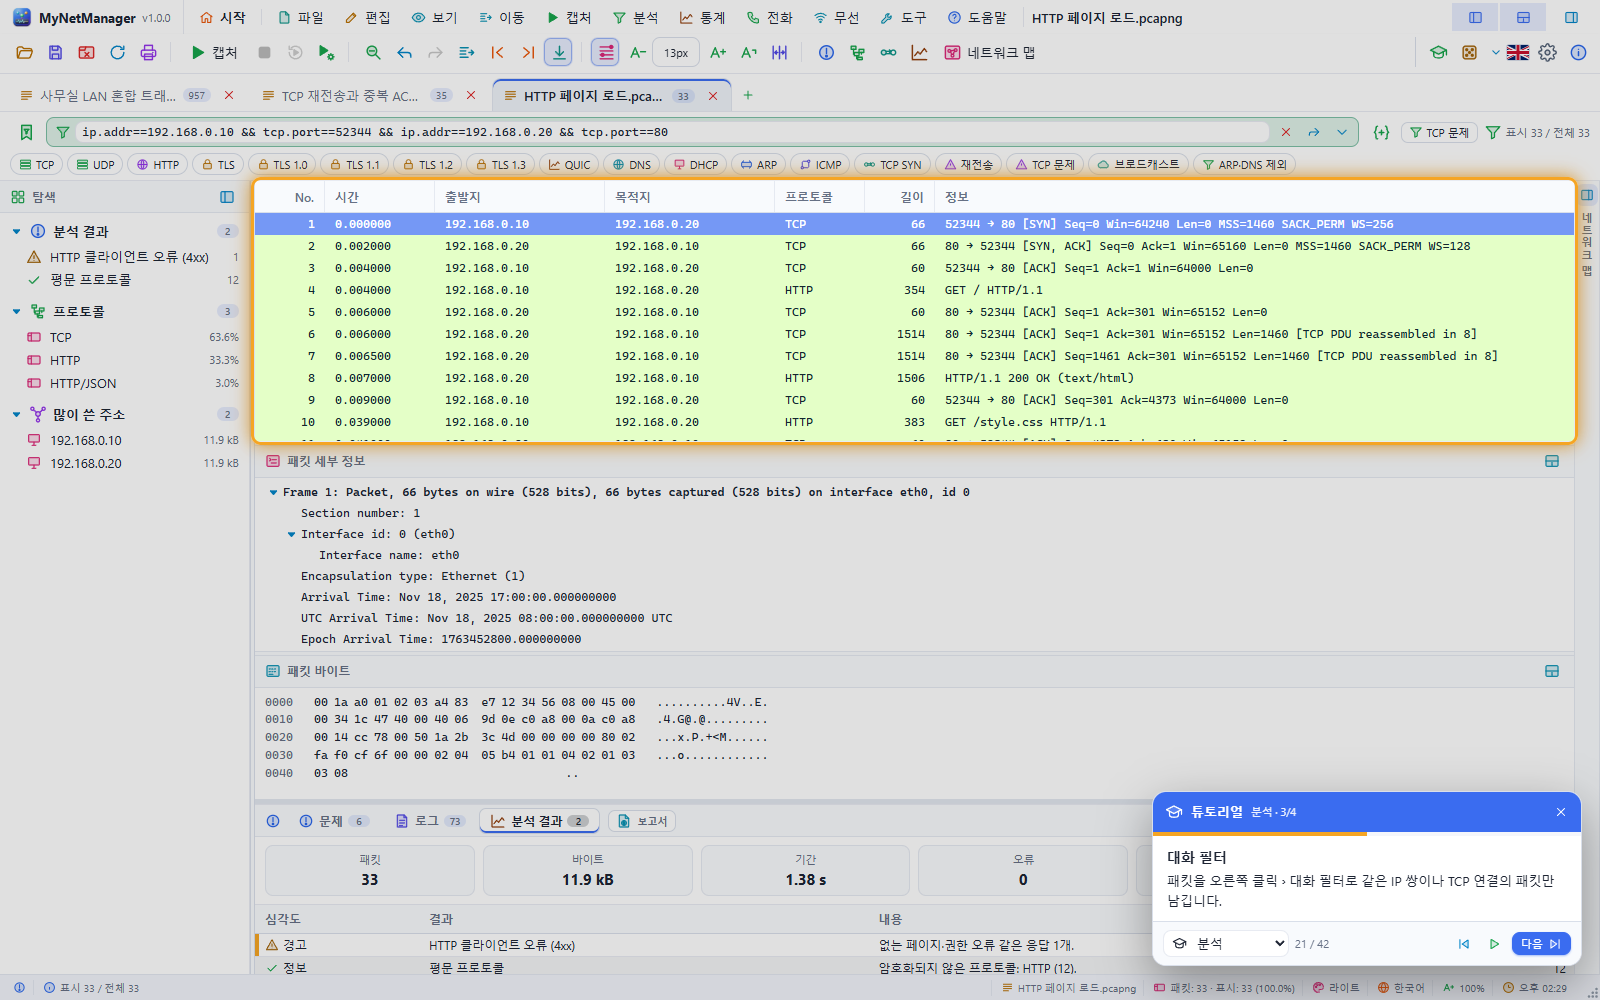 MyNetManager v1.0.0 시작 파일 편집 보기 이동 캡처 분석 통계 전화 무선 도구 도움말 HTTP 페이지 로드.pcapng
캡처 A- 13px A+ 네트워크 맵
사무실 LAN 혼합 트래... 957 TCP 재전송과 중복 AC... 35 HTTP 페이지 로드.pca... 33
ip.addr==192.168.0.10 && tcp.port==52344 && ip.addr==192.168.0.20 && tcp.port==80 TCP 문제 표시 33 / 전체 33
TCP UDP HTTP TLS TLS 1.0 TLS 1.1 TLS 1.2 TLS 1.3 QUIC DNS DHCP ARP ICMP TCP SYN 재전송 TCP 문제 브로드캐스트 ARP·DNS 제외
탐색
분석 결과 2
HTTP 클라이언트 오류 (4xx) 1
평문 프로토콜 12
프로토콜 3
TCP 63.6%
HTTP 33.3%
HTTP/JSON 3.0%
많이 쓴 주소 2
192.168.0.10 11.9 kB
192.168.0.20 11.9 kB
No. 시간 출발지 목적지 프로토콜 길이 정보
1 0.000000 192.168.0.10 192.168.0.20 TCP 66 52344 → 80 [SYN] Seq=0 Win=64240 Len=0 MSS=1460 SACK_PERM WS=256
2 0.002000 192.168.0.20 192.168.0.10 TCP 66 80 → 52344 [SYN, ACK] Seq=0 Ack=1 Win=65160 Len=0 MSS=1460 SACK_PERM WS=128
3 0.004000 192.168.0.10 192.168.0.20 TCP 60 52344 → 80 [ACK] Seq=1 Ack=1 Win=64000 Len=0
4 0.004000 192.168.0.10 192.168.0.20 HTTP 354 GET / HTTP/1.1
5 0.006000 192.168.0.20 192.168.0.10 TCP 60 80 → 52344 [ACK] Seq=1 Ack=301 Win=65152 Len=0
6 0.006000 192.168.0.20 192.168.0.10 TCP 1514 80 → 52344 [ACK] Seq=1 Ack=301 Win=65152 Len=1460 [TCP PDU reassembled in 8]
7 0.006500 192.168.0.20 192.168.0.10 TCP 1514 80 → 52344 [ACK] Seq=1461 Ack=301 Win=65152 Len=1460 [TCP PDU reassembled in 8]
8 0.007000 192.168.0.20 192.168.0.10 HTTP 1506 HTTP/1.1 200 OK (text/html)
9 0.009000 192.168.0.10 192.168.0.20 TCP 60 52344 → 80 [ACK] Seq=301 Ack=4373 Win=64000 Len=0
10 0.039000 192.168.0.10 192.168.0.20 HTTP 383 GET /style.css HTTP/1.1
네트워크 맵
패킷 세부 정보
Frame 1: Packet, 66 bytes on wire (528 bits), 66 bytes captured (528 bits) on interface eth0, id 0
Section number: 1
Interface id: 0 (eth0)
Interface name: eth0
Encapsulation type: Ethernet (1)
Arrival Time: Nov 18, 2025 17:00:00.000000000
UTC Arrival Time: Nov 18, 2025 08:00:00.000000000 UTC
Epoch Arrival Time: 1763452800.000000000
패킷 바이트
0000 00 1a a0 01 02 03 a4 83 e7 12 34 56 08 00 45 00 ..........4V..E.
0010 00 34 1c 47 40 00 40 06 9d 0e c0 a8 00 0a c0 a8 .4.G@.@.........
0020 00 14 cc 78 00 50 1a 2b 3c 4d 00 00 00 00 80 02 ...x.P.+<M......
0030 fa f0 cf 6f 00 00 02 04 05 b4 01 01 04 02 01 03 ...o............
0040 03 08 ..
문제 6 로그 73 분석 결과 2 보고서
패킷 바이트 기간 오류
33 11.9 kB 1.38 s 0
심각도 결과 내용
경고 HTTP 클라이언트 오류 (4xx) 없는 페이지·권한 오류 같은 응답 1개.
정보 평문 프로토콜 암호화되지 않은 프로토콜: HTTP (12). 12
튜토리얼 분석 · 3/4
대화 필터
패킷을 오른쪽 클릭 › 대화 필터로 같은 IP 쌍이나 TCP 연결의 패킷만
남깁니다.
분석 21 / 42 다음
표시 33 / 전체 33 HTTP 페이지 로드.pcapng 패킷: 33 · 표시: 33 (100.0%) 라이트 한국어 100% 오후 02:29